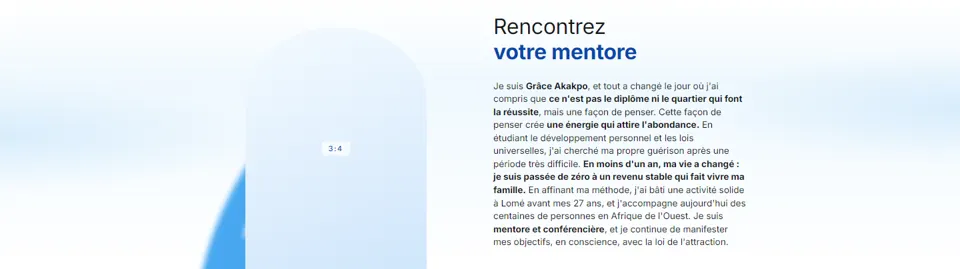 Rencontrez
votre mentore
3:4
Je suis Grâce Akakpo, et tout a changé le jour où j'ai
compris que ce n'est pas le diplôme ni le quartier qui font
la réussite, mais une façon de penser. Cette façon de
penser crée une énergie qui attire l'abondance. En
étudiant le développement personnel et les lois
universelles, j'ai cherché ma propre guérison après une
période très difficile. En moins d'un an, ma vie a changé :
je suis passée de zéro à un revenu stable qui fait vivre ma
famille. En affinant ma méthode, j'ai bâti une activité solide
à Lomé avant mes 27 ans, et j'accompagne aujourd'hui des
centaines de personnes en Afrique de l'Ouest. Je suis
mentore et conférencière, et je continue de manifester
mes objectifs, en conscience, avec la loi de l'attraction.